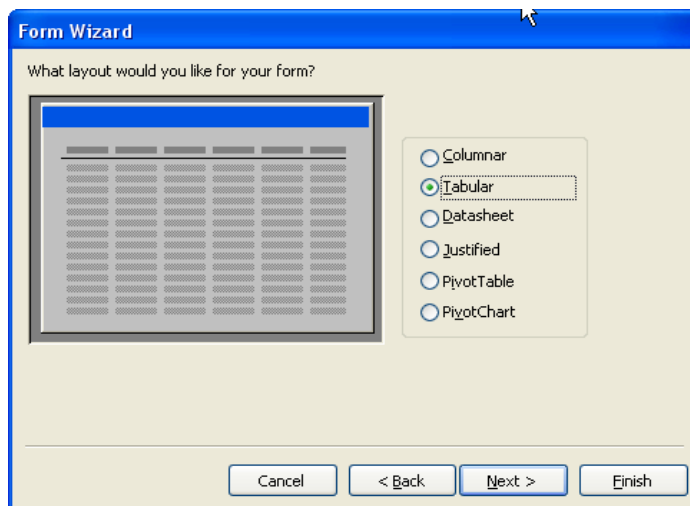 Form Wizard
What layout would you like for your form?
Columnar
Tabular
Datasheet
Justified
PivotTable
PivotChart
Cancel
< Back
Next >
Finish